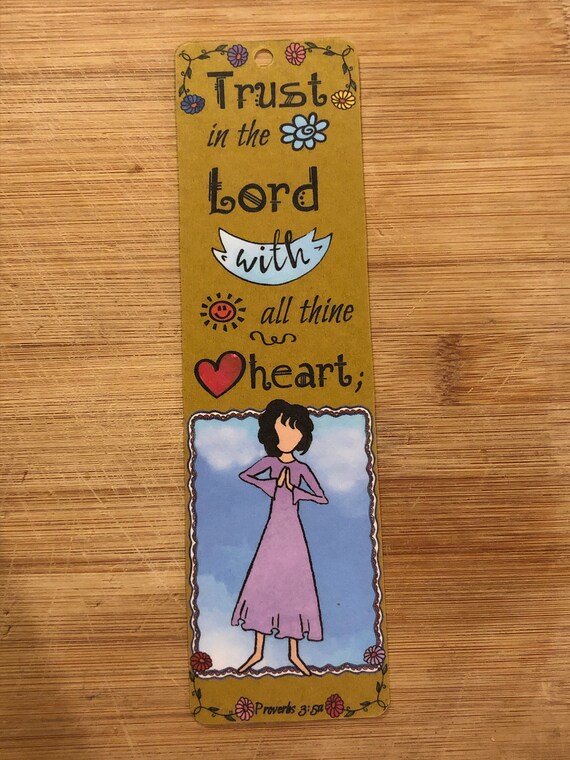 Trust
in the
Lord
with
all thine
heart;
Proverbs 3:5a